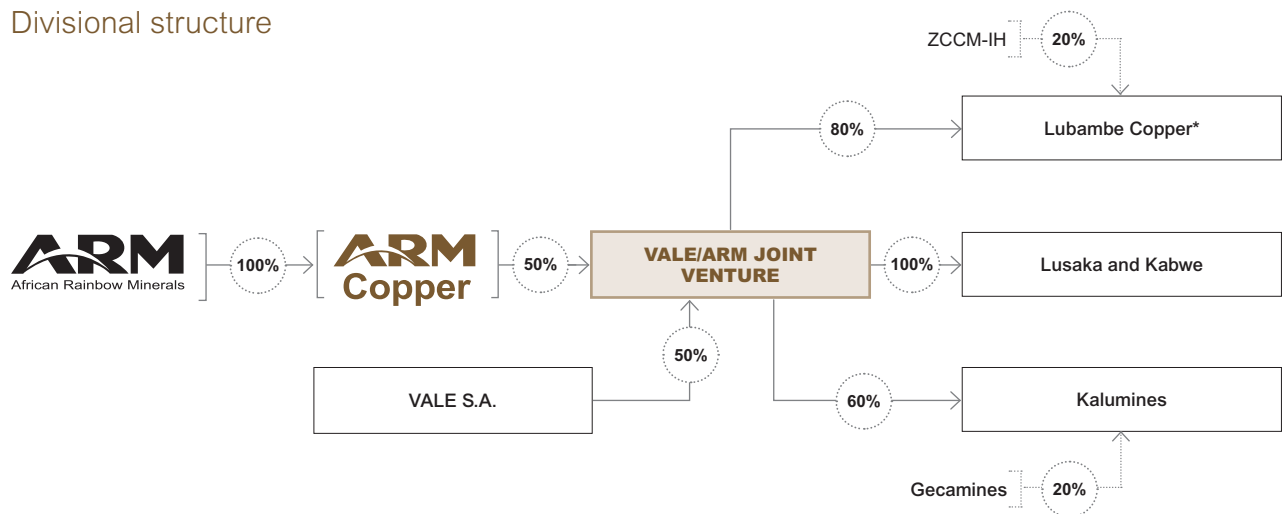 Divisional structure
ZCCM-IH
20%
80%
Lubambe Copper*
ARM
African Rainbow Minerals
100%
ARM
Copper
50%
VALE/ARM JOINT
VENTURE
100%
Lusaka and Kabwe
50%
VALE S.A.
60%
Kalumines
Gecamines
20%